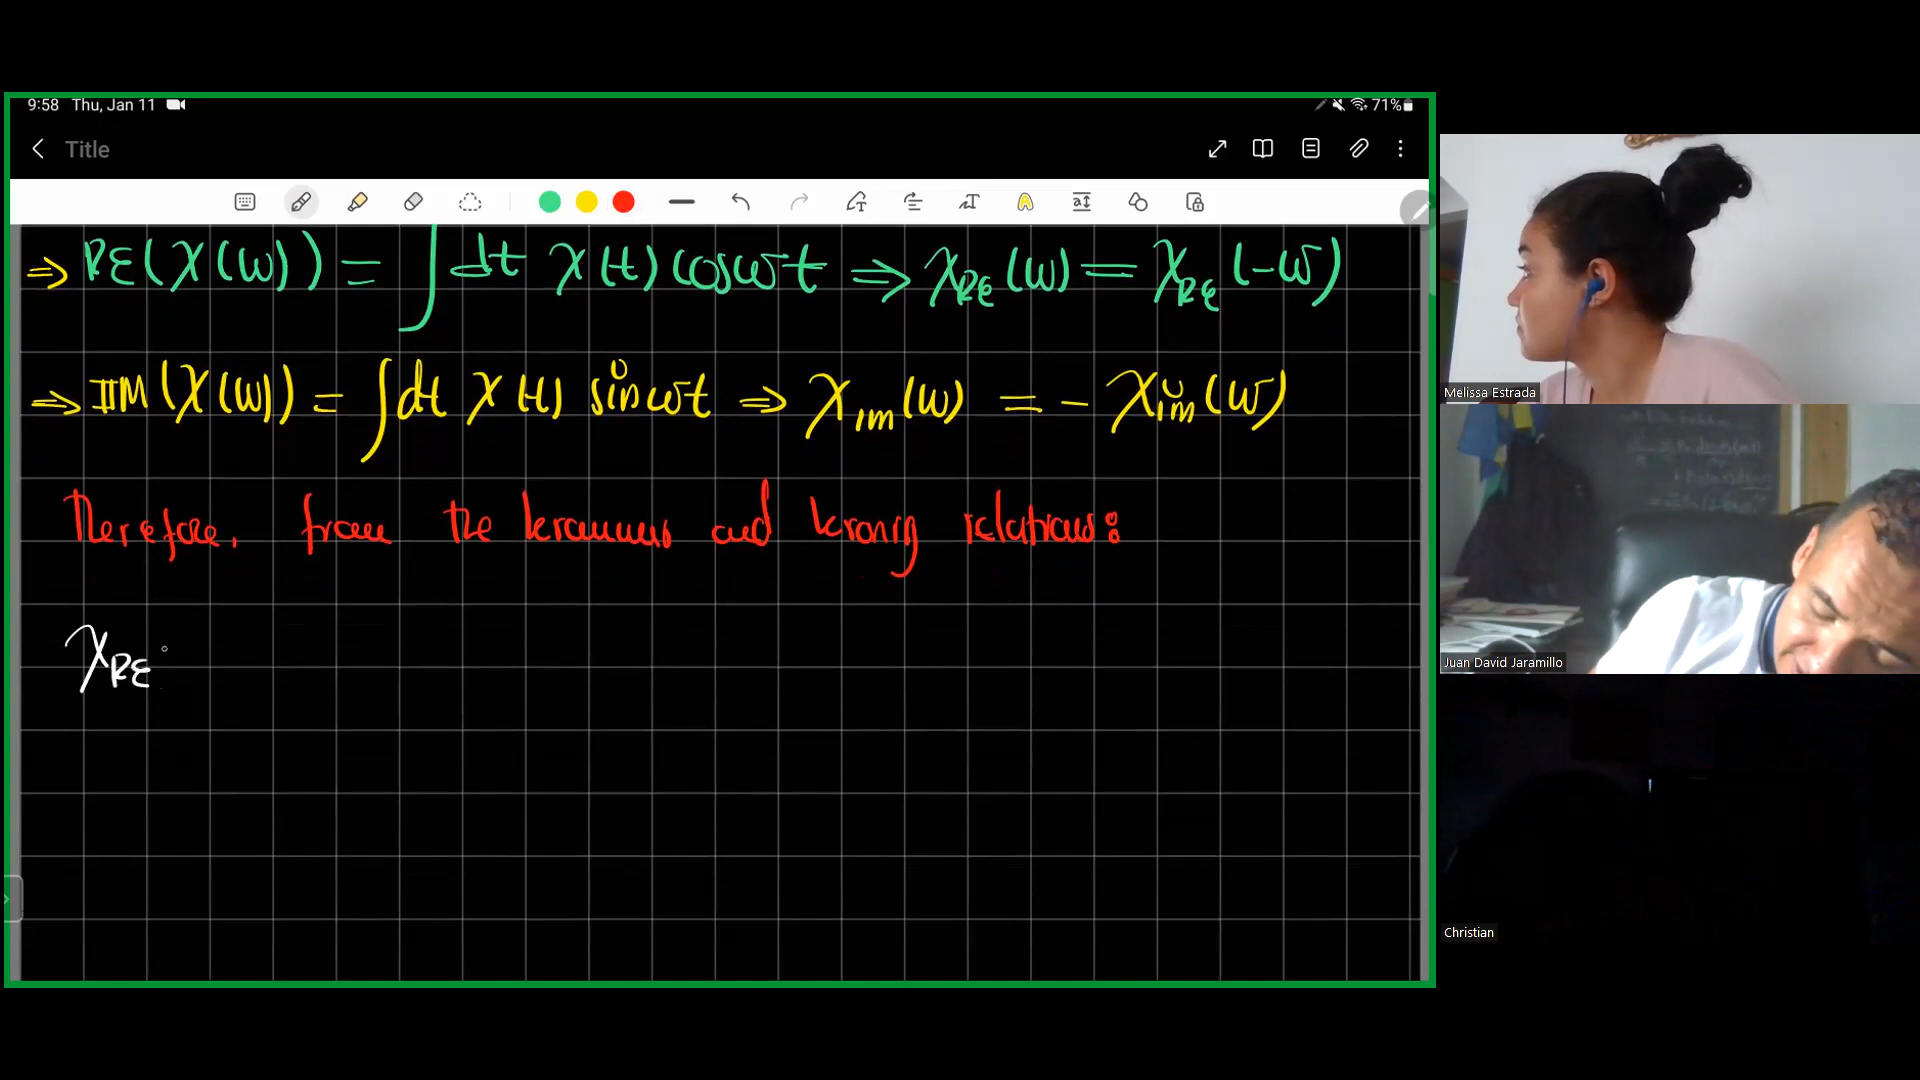 9:58 Thu, Jan 11 71%
Title
⇒ RE(χ(ω)) = ∫ dt χ(t) cosωt ⇒ χRE(ω) = χRE(-ω)
⇒ IM(χ(ω)) = ∫ dt χ(t) sinωt ⇒ χim(ω) = - χim(ω)
Therefore, from the kramers and kronig relations:
χRE
Melissa Estrada
Juan David Jaramillo
Christian